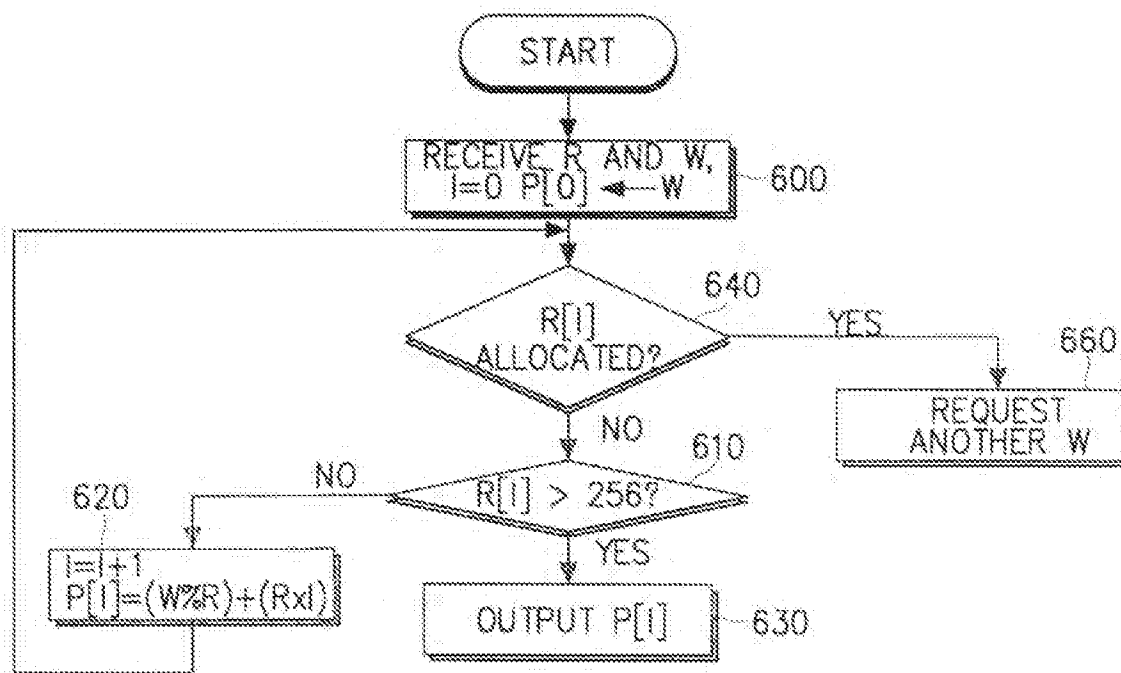 START
RECEIVE R AND W,
I=0 P[0] ← W
600
640
R[I]
ALLOCATED?
YES
660
REQUEST
ANOTHER W
NO
610
R[I] > 256?
NO
620
I=I+1
P[I]=(W%R)+(RxI)
YES
OUTPUT P[I]
630